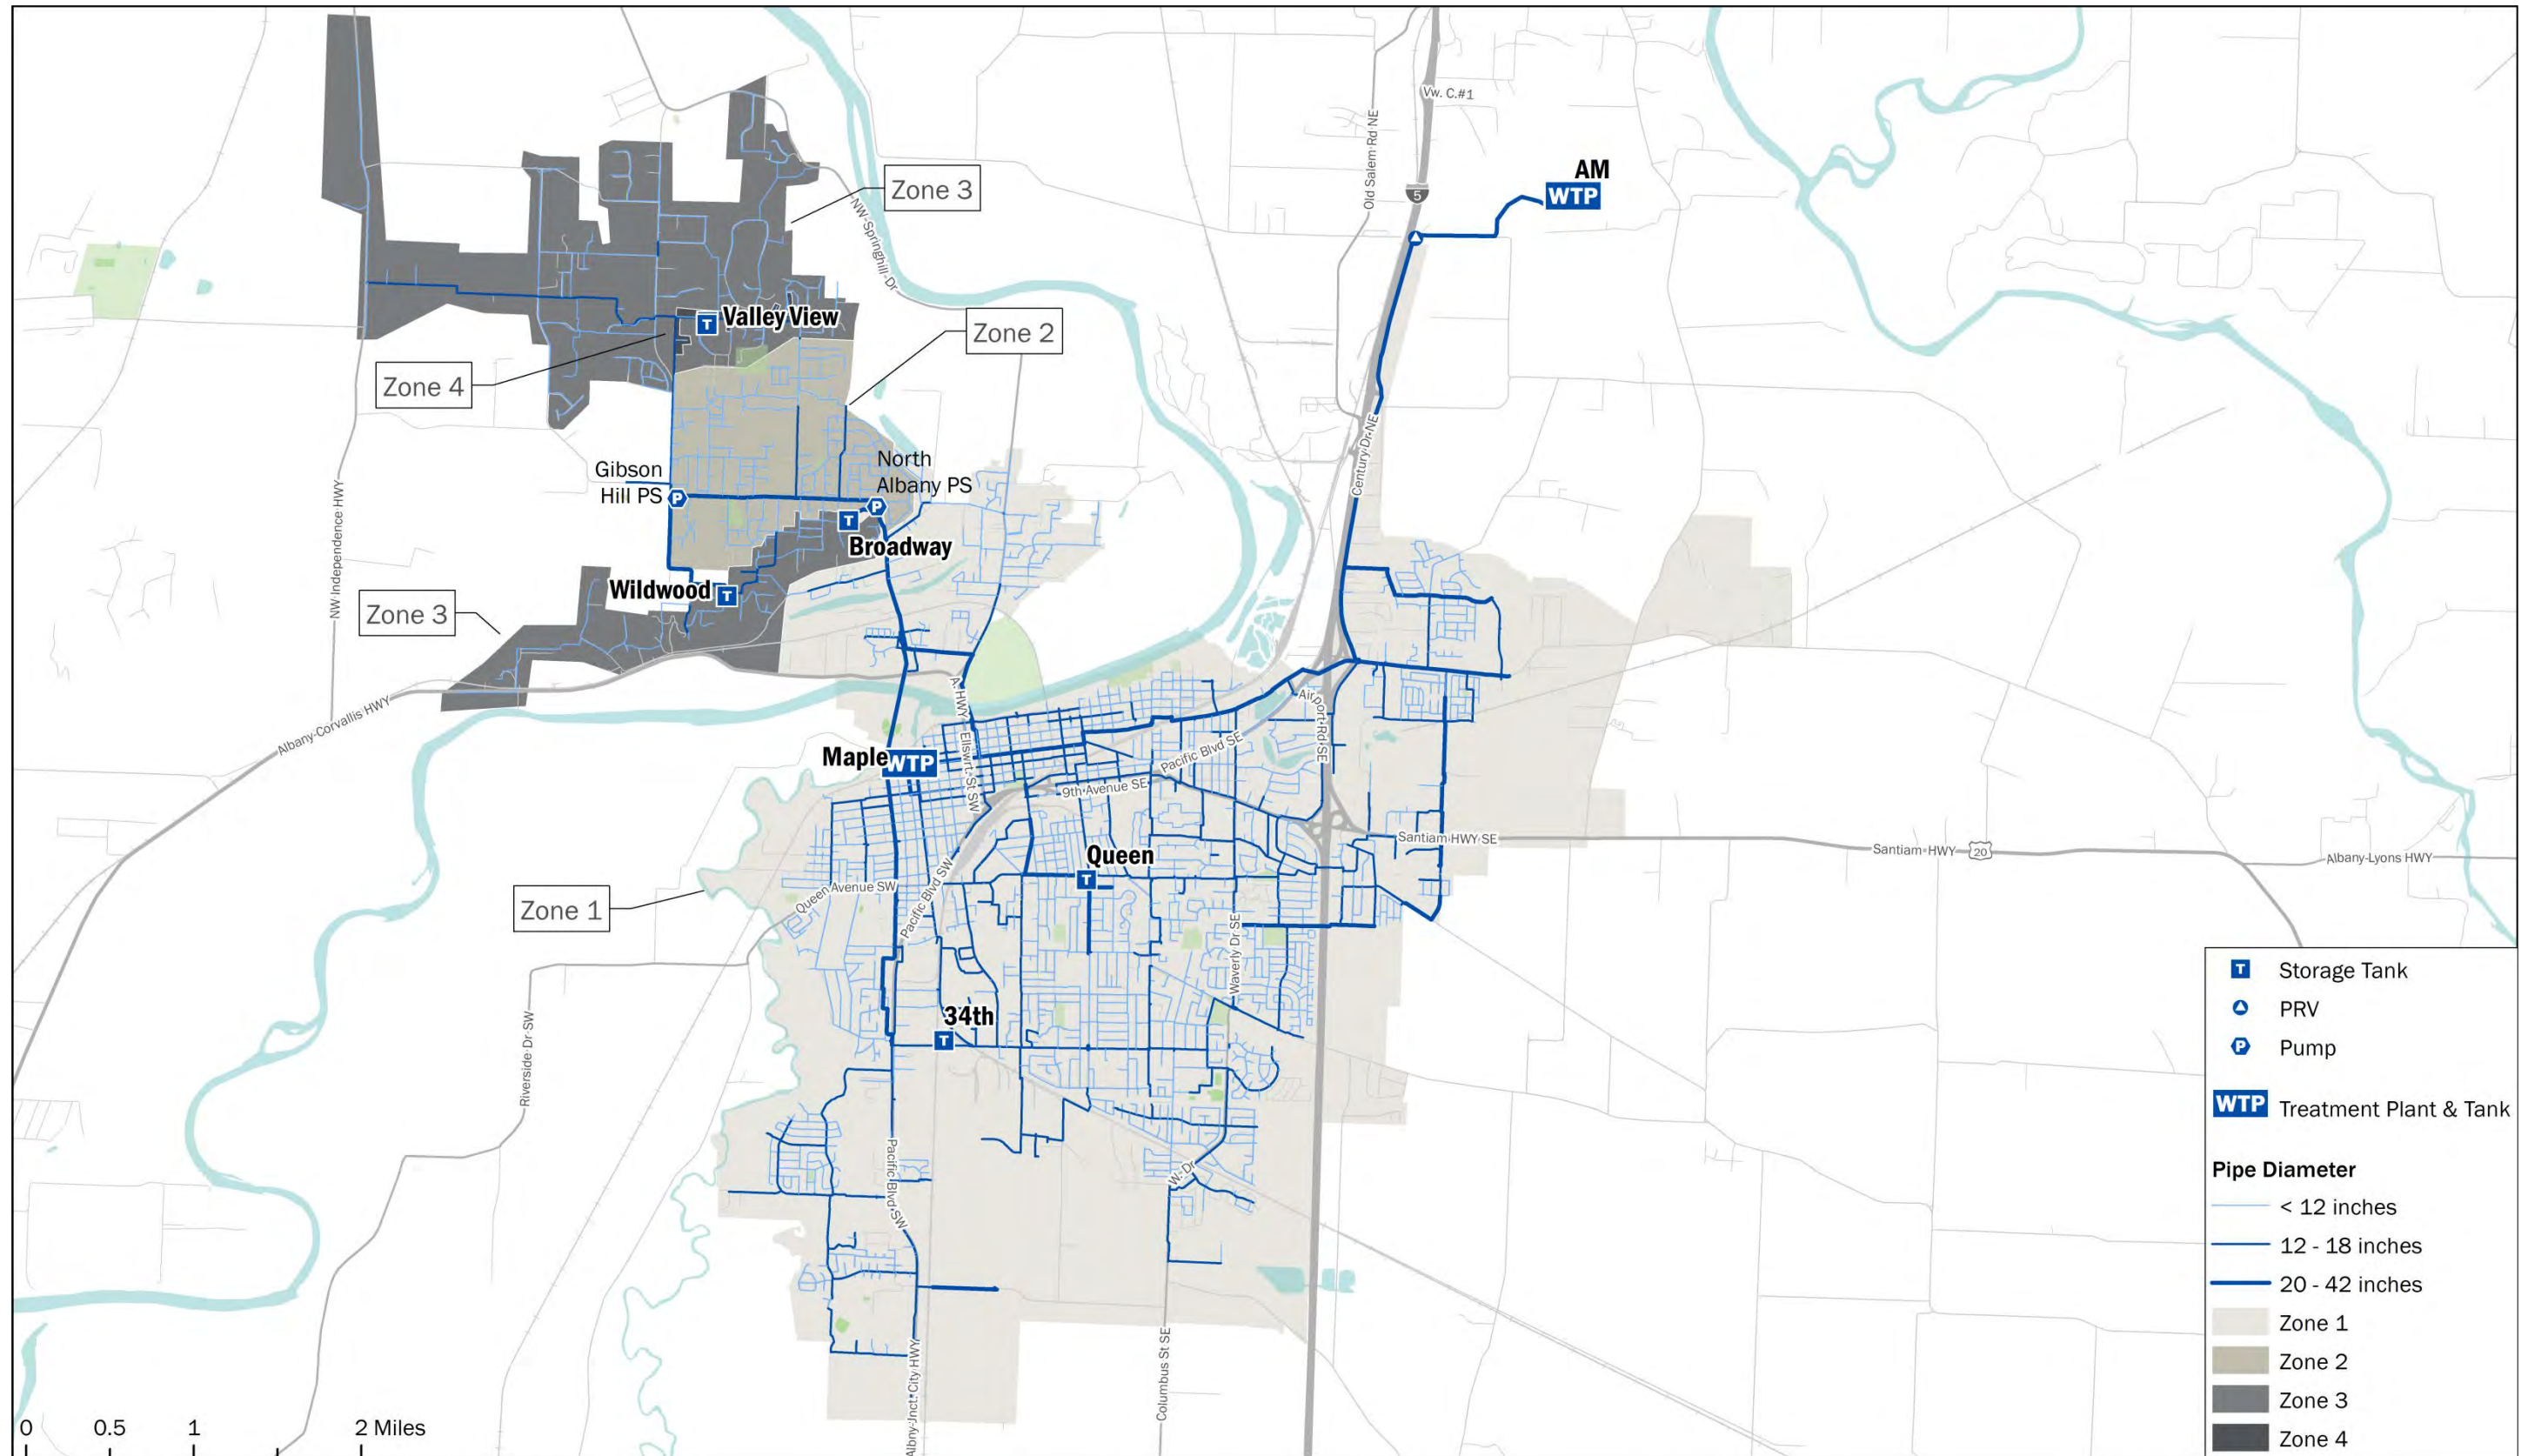 Vw. C.#1
Old Salem Rd NE
5
AM
WTP
Zone 3
NW Springhill Dr
Valley View
T
Zone 2
Zone 4
Century Dr NE
Gibson
Hill PS
P
North
Albany PS
P
T
Broadway
NW Independence HWY
Wildwood
T
Zone 3
Albany-Corvallis HWY
A. HWY
Ellswrt St SW
Airport Rd SE
Maple
WTP
Pacific Blvd SE
9th Avenue SE
Santiam HWY SE
Santiam HWY
20
Albany-Lyons HWY
Queen
T
Queen Avenue SW
Pacific Blvd SW
Zone 1
Waverly Dr SE
34th
T
Riverside Dr SW
Pacific Blvd SW
W. Dr
Columbus St SE
Albny-Jnct. City HWY
0 0.5 1 2 Miles
T Storage Tank
PRV
P Pump
WTP Treatment Plant & Tank
Pipe Diameter
< 12 inches
12 - 18 inches
20 - 42 inches
Zone 1
Zone 2
Zone 3
Zone 4